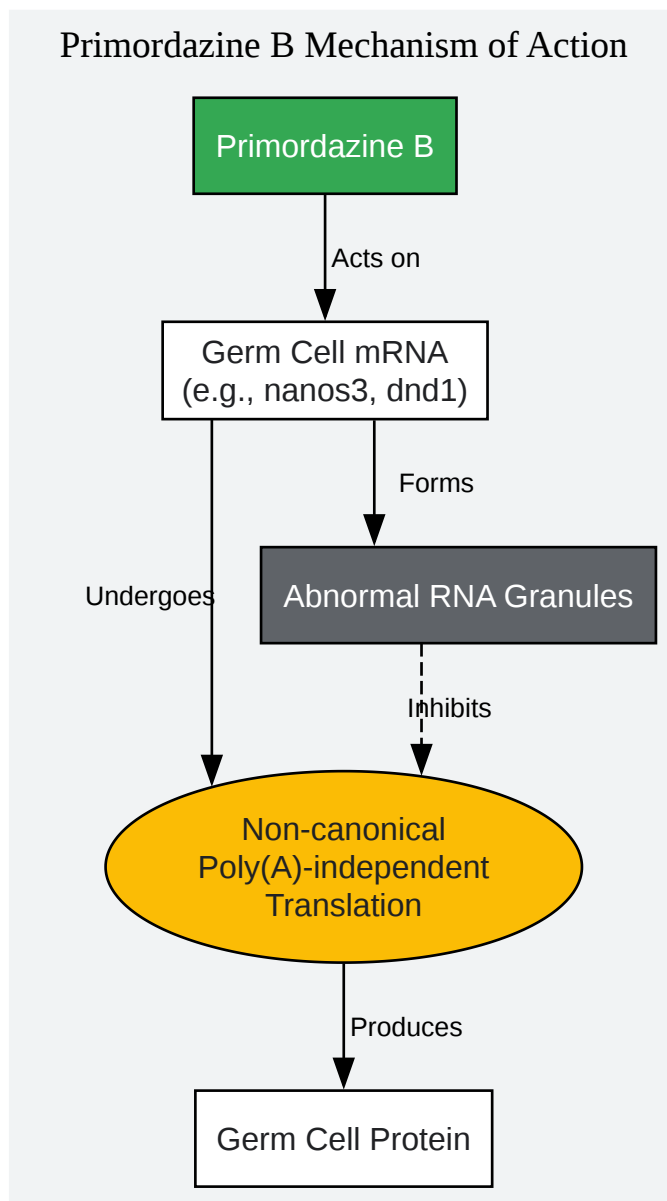 Primordazine B Mechanism of Action
Primordazine B
Acts on
Germ Cell mRNA
(e.g., nanos3, dnd1)
Forms
Undergoes
Abnormal RNA Granules
Inhibits
Non-canonical
Poly(A)-independent
Translation
Produces
Germ Cell Protein